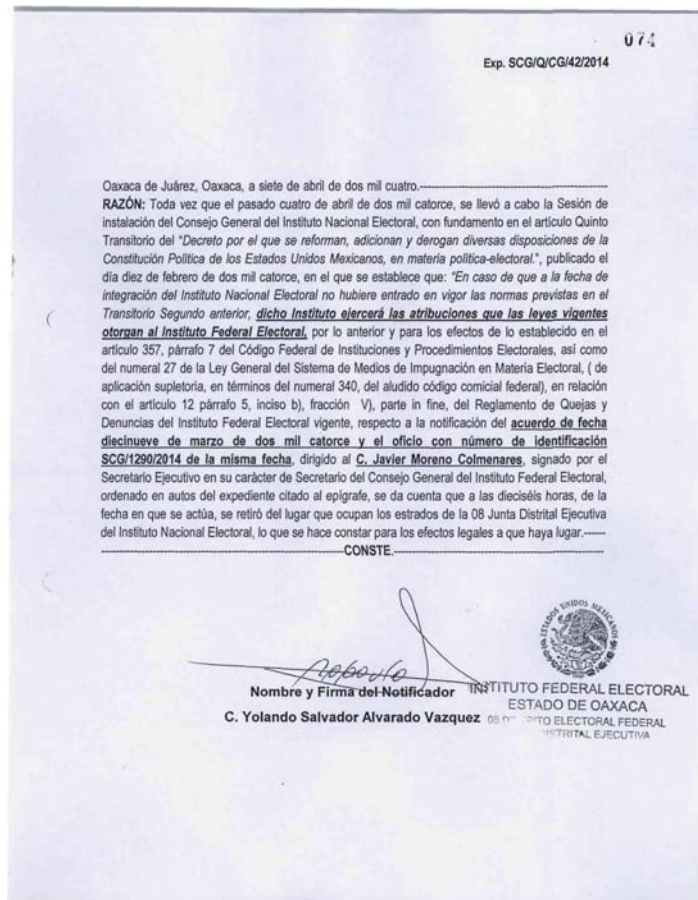 074
Exp. SCG/Q/CG/42/2014
Oaxaca de Juárez, Oaxaca, a siete de abril de dos mil cuatro.------------------------------------------------
RAZÓN: Toda vez que el pasado cuatro de abril de dos mil catorce, se llevó a cabo la Sesión de
instalación del Consejo General del Instituto Nacional Electoral, con fundamento en el artículo Quinto
Transitorio del "Decreto por el que se reforman, adicionan y derogan diversas disposiciones de la
Constitución Política de los Estados Unidos Mexicanos, en materia política-electoral.", publicado el
día diez de febrero de dos mil catorce, en el que se establece que: "En caso de que a la fecha de
integración del Instituto Nacional Electoral no hubiere entrado en vigor las normas previstas en el
Transitorio Segundo anterior, dicho Instituto ejercerá las atribuciones que las leyes vigentes
otorgan al Instituto Federal Electoral, por lo anterior y para los efectos de lo establecido en el
artículo 357, párrafo 7 del Código Federal de Instituciones y Procedimientos Electorales, así como
del numeral 27 de la Ley General del Sistema de Medios de Impugnación en Materia Electoral, ( de
aplicación supletoria, en términos del numeral 340, del aludido código comicial federal), en relación
con el artículo 12 párrafo 5, inciso b), fracción V), parte in fine, del Reglamento de Quejas y
Denuncias del Instituto Federal Electoral vigente, respecto a la notificación del acuerdo de fecha
diecinueve de marzo de dos mil catorce y el oficio con número de identificación
SCG/1290/2014 de la misma fecha, dirigido al C. Javier Moreno Colmenares, signado por el
Secretario Ejecutivo en su carácter de Secretario del Consejo General del Instituto Federal Electoral,
ordenado en autos del expediente citado al epígrafe, se da cuenta que a las dieciséis horas, de la
fecha en que se actúa, se retiró del lugar que ocupan los estrados de la 08 Junta Distrital Ejecutiva
del Instituto Nacional Electoral, lo que se hace constar para los efectos legales a que haya lugar.------
------------------------------------------------------------CONSTE.------------------------------------------------------
ESTADOS UNIDOS MEXICANOS
Nombre y Firma del Notificador
C. Yolando Salvador Alvarado Vazquez
INSTITUTO FEDERAL ELECTORAL
ESTADO DE OAXACA
08 ELECTORAL FEDERAL
EJECUTIVA